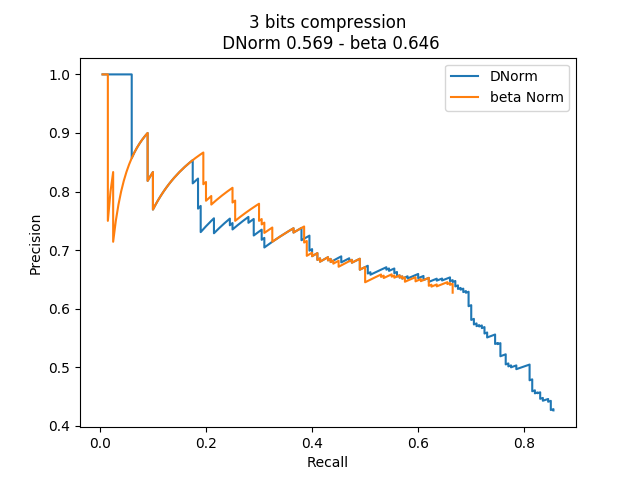 3 bits compression
DNorm 0.569 - beta 0.646
DNorm
beta Norm
1.0
0.9
0.8
0.7
0.6
0.5
0.4
Precision
0.0 0.2 0.4 0.6 0.8
Recall